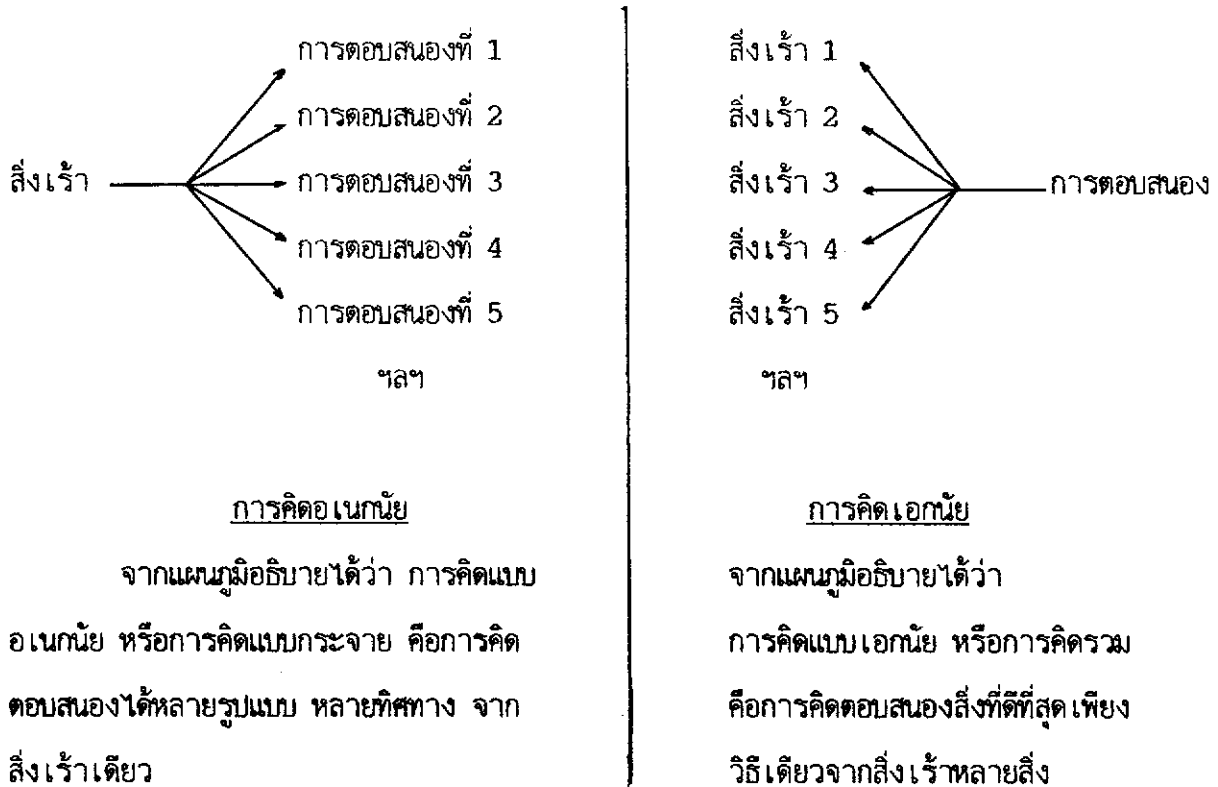 การตอบสนองที่ 1
การตอบสนองที่ 2
สิ่งเร้า
การตอบสนองที่ 3
การตอบสนองที่ 4
การตอบสนองที่ 5
ฯลฯ
การคิดอเนกนัย
จากแผนภูมิอธิบายได้ว่า การคิดแบบ
อเนกนัย หรือการคิดแบบกระจาย คือการคิด
ตอบสนองได้หลายรูปแบบ หลายทิศทาง จาก
สิ่งเร้าเดียว
สิ่งเร้า 1
สิ่งเร้า 2
สิ่งเร้า 3
การตอบสนอง
สิ่งเร้า 4
สิ่งเร้า 5
ฯลฯ
การคิดเอกนัย
จากแผนภูมิอธิบายได้ว่า
การคิดแบบเอกนัย หรือการคิดรวม
คือการคิดตอบสนองสิ่งที่ดีที่สุดเพียง
วิธีเดียวจากสิ่งเร้าหลายสิ่ง